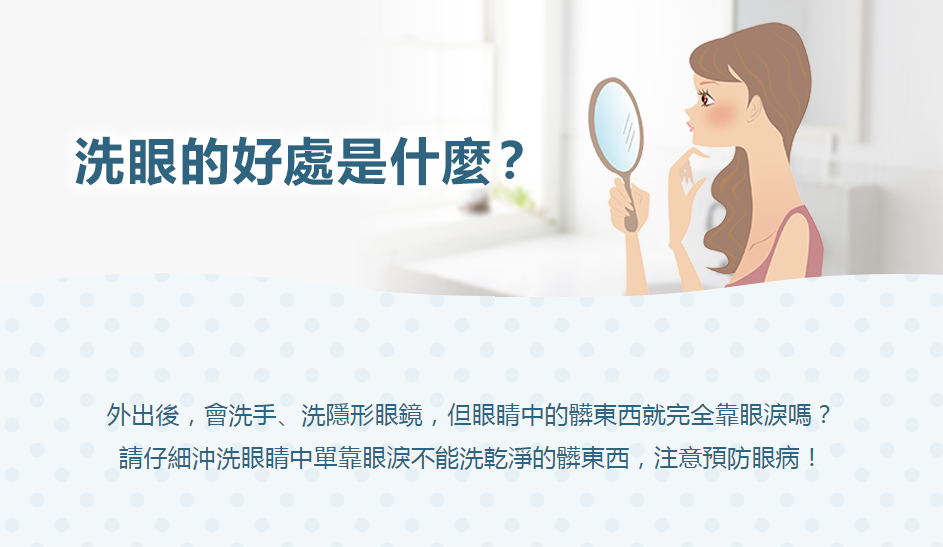 洗眼的好處是什麼？
外出後，會洗手、洗隱形眼鏡，但眼睛中的髒東西就完全靠眼淚嗎？
請仔細沖洗眼睛中單靠眼淚不能洗乾淨的髒東西，注意預防眼病！